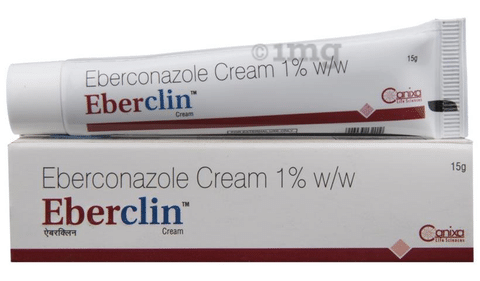 ©1mg
Eberconazole Cream 1% w/w
15g
Eberclin™
Cream
Canixa
Life Sciences
Eberconazole Cream 1% w/w
15g
Eberclin™
ऐबरक्लिन
Cream
Canixa
Life Sciences